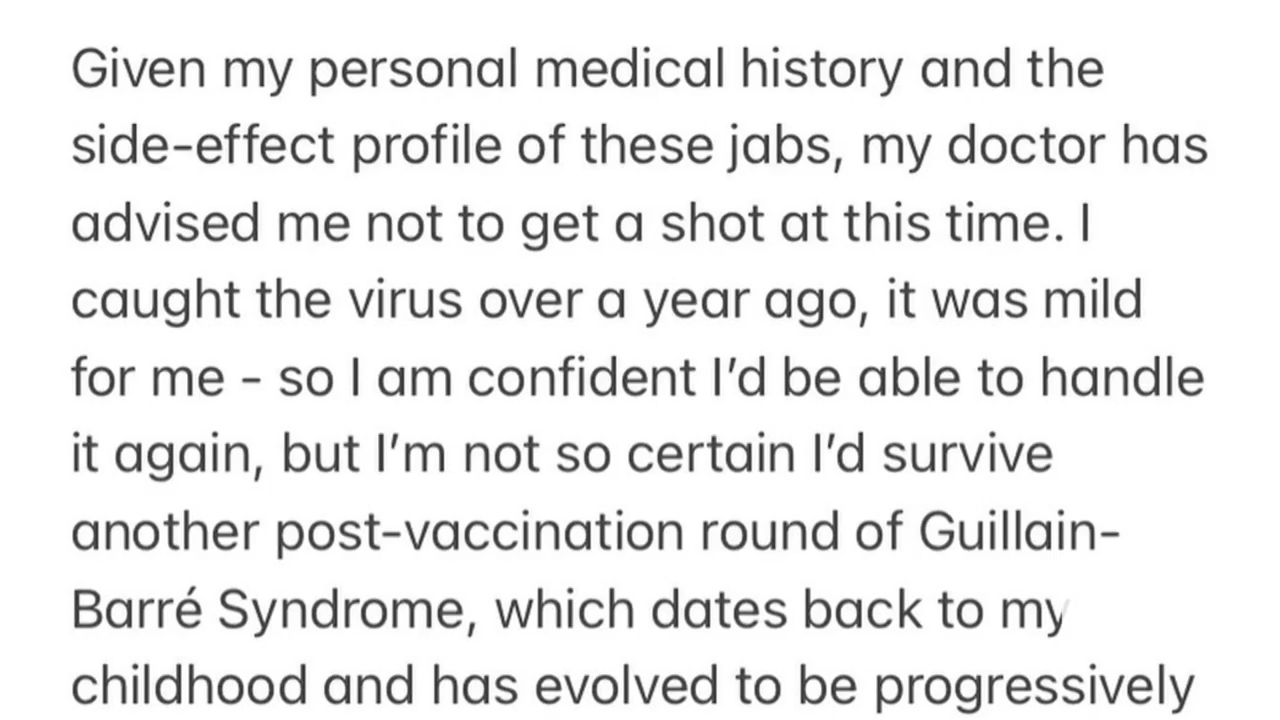 Given my personal medical history and the
side-effect profile of these jabs, my doctor has
advised me not to get a shot at this time. I
caught the virus over a year ago, it was mild
for me - so I am confident I’d be able to handle
it again, but I’m not so certain I’d survive
another post-vaccination round of Guillain-
Barré Syndrome, which dates back to my
childhood and has evolved to be progressively